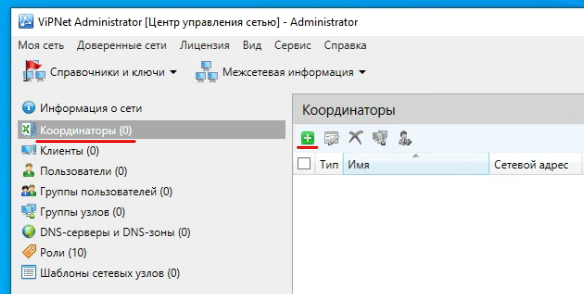 ViPNet Administrator [Центр управления сетью] - Administrator
Моя сеть Доверенные сети Лицензия Вид Сервис Справка
Справочники и ключи Межсетевая информация
Информация о сети
Координаторы (0)
Клиенты (0)
Пользователи (0)
Группы пользователей (0)
Группы узлов (0)
DNS-серверы и DNS-зоны (0)
Роли (10)
Шаблоны сетевых узлов (0)
Координаторы
Тип Имя Сетевой адрес